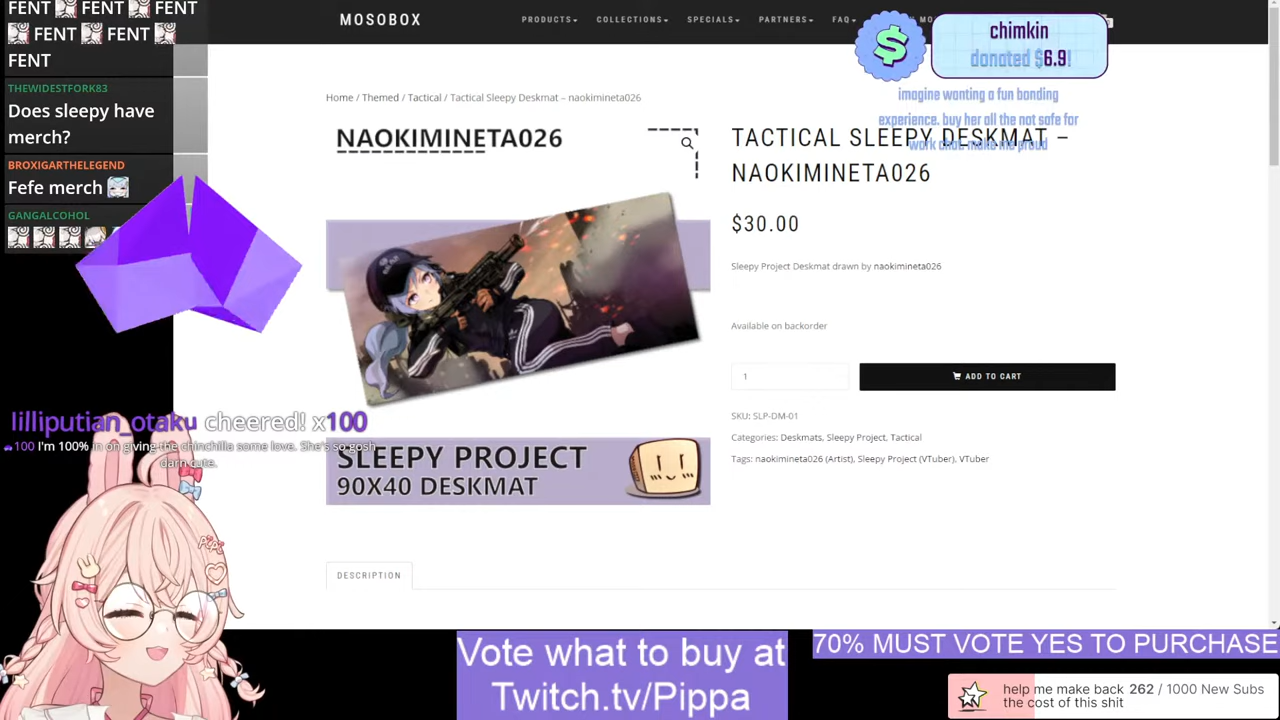 FENT FENT FENT
FENT FENT
FENT
THEWIDESTFORK83
Does sleepy have
merch?
BROXIGARTHELEGEND
Fefe merch
GANGALCOHOL
MOSOBOX
PRODUCTS
COLLECTIONS
SPECIALS
PARTNERS
FAQ
chimkin
donated $6.9!
imagine wanting a fun bonding
experience. buy her all the not safe for
work chat. make me proud
Home / Themed / Tactical / Tactical Sleepy Deskmat – naokimineta026
NAOKIMINETA026
TACTICAL SLEEPY DESKMAT –
NAOKIMINETA026
$30.00
Sleepy Project Deskmat drawn by naokimineta026
Available on backorder
1
ADD TO CART
SKU: SLP-DM-01
Categories: Deskmats, Sleepy Project, Tactical
Tags: naokimineta026 (Artist), Sleepy Project (VTuber), VTuber
SLEEPY PROJECT
90X40 DESKMAT
lilliputian_otaku cheered! x100
100 I'm 100% in on giving the chinchilla some love. She's so gosh
darn cute.
DESCRIPTION
Vote what to buy at
Twitch.tv/Pippa
70% MUST VOTE YES TO PURCHASE
help me make back 262 / 1000 New Subs
the cost of this shit